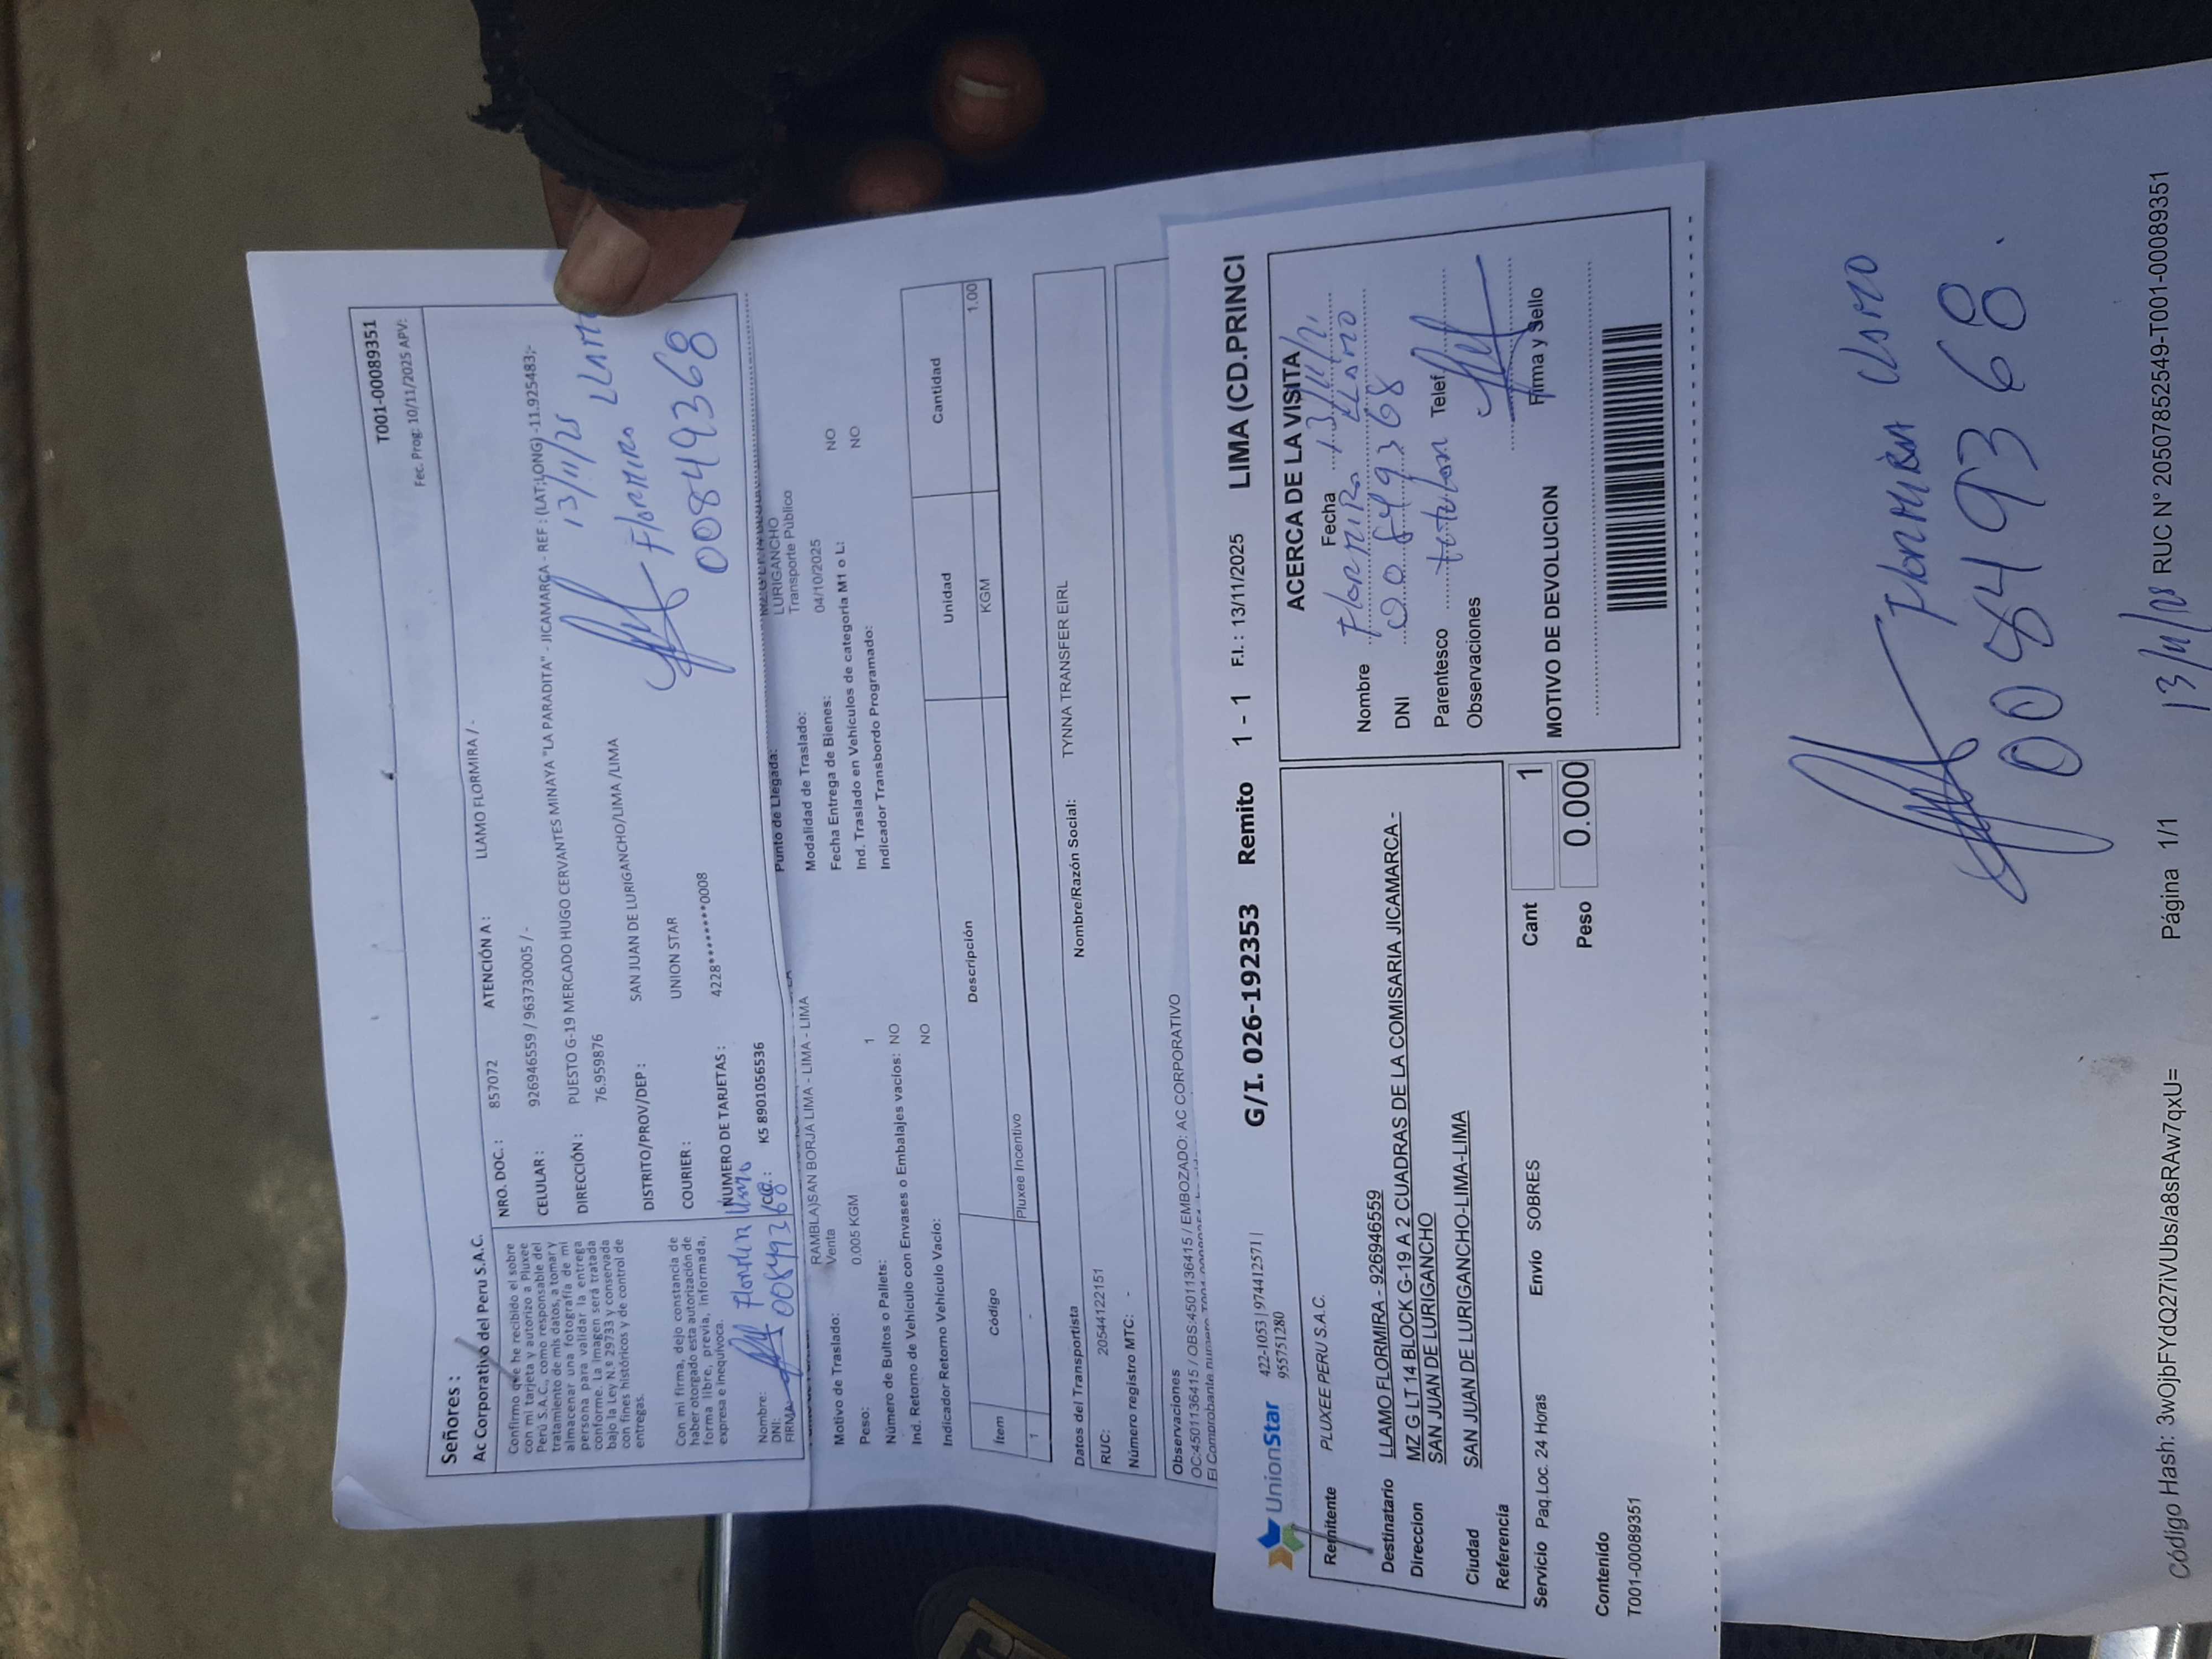 T001-00089351
Fec. Prog: 10/11/2025 APV:
Señores :
Ac Corporativo del Peru S.A.C.
Confirmo que he recibido el sobre
con mi tarjeta y autorizo a Pluxee
Perú S.A.C., como responsable del
tratamiento de mis datos, a tomar y
almacenar una fotografía de mi
persona para validar la entrega
conforme. La imagen será tratada
bajo la Ley N.º 29733 y conservada
con fines históricos y de control de
entregas.
Con mi firma, dejo constancia de
haber otorgado esta autorización de
forma libre, previa, informada,
expresa e inequívoca.
Nombre:
DNI: 00849368
FIRMA
NRO. DOC. : 857072 ATENCIÓN A : LLAMO FLORMIRA / -
CELULAR : 926946559 / 963730005 / -
DIRECCIÓN : PUESTO G-19 MERCADO HUGO CERVANTES MINAYA "LA PARADITA" - JICAMARCA - REF : (LAT;LONG) -11.925483;-
76.959876
DISTRITO/PROV/DEP : SAN JUAN DE LURIGANCHO/LIMA /LIMA
COURIER : UNION STAR
NUMERO DE TARJETAS : 4228********0008
CQ. : K5 8901056536
13/11/25
Flormira LLAMO
00849368
RAMBLA)SAN BORJA LIMA - LIMA - LIMA
Punto de Llegada:
LURIGANCHO
Motivo de Traslado: Venta
Modalidad de Traslado: Transporte Público
Peso: 0.005 KGM
Fecha Entrega de Bienes: 04/10/2025
Número de Bultos o Pallets: 1
Ind. Traslado en Vehículos de categoría M1 o L: NO
Ind. Retorno de Vehículo con Envases o Embalajes vacíos: NO
Indicador Transbordo Programado: NO
Indicador Retorno Vehículo Vacío: NO
Ítem Código Descripción Unidad Cantidad
1 - Pluxee Incentivo KGM 1.00
Datos del Transportista
RUC: 20544122151 Nombre/Razón Social: TYNNA TRANSFER EIRL
Número registro MTC: -
Observaciones
OC:4501136415 / OBS:4501136415 / EMBOZADO: AC CORPORATIVO
El Comprobante numero
UnionStar
422-1053 | 974412571 |
955751280
G/I. 026-192353 Remito 1 - 1 F.I. : 13/11/2025 LIMA (CD.PRINCI
Remitente PLUXEE PERU S.A.C.
Destinatario LLAMO FLORMIRA - 926946559
Direccion MZ G LT 14 BLOCK G-19 A 2 CUADRAS DE LA COMISARIA JICAMARCA -
SAN JUAN DE LURIGANCHO
Ciudad SAN JUAN DE LURIGANCHO-LIMA-LIMA
Referencia
Servicio Paq.Loc. 24 Horas Envío SOBRES Cant 1
Peso 0.000
Contenido
T001-00089351
ACERCA DE LA VISITA
Fecha 13/11/
Nombre Flormira LLAMO
DNI 00849368
Parentesco titular Telef
Observaciones
Firma y Sello
MOTIVO DE DEVOLUCION
Flormira LLAMO
00849368
13/11/25
Código Hash: 3wOjbFYdQ27iVUbs/a8sRAw7qxU= Página 1/1 RUC N° 20507852549-T001-00089351